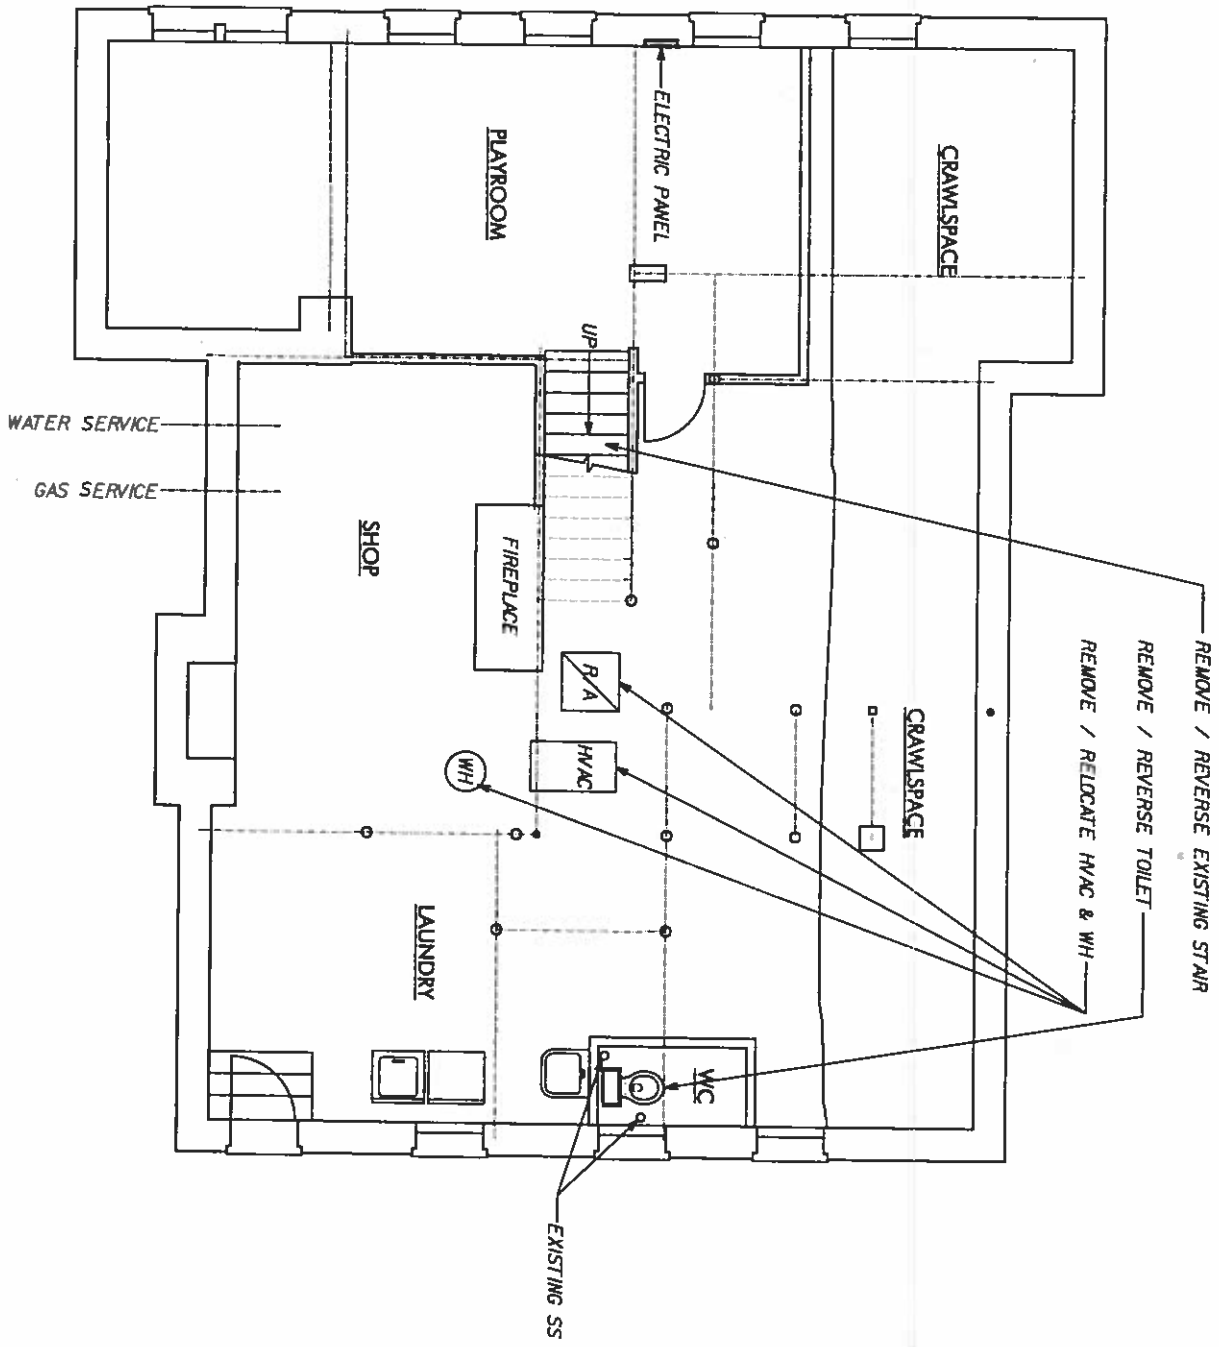 ELECTRIC PANEL
PLAYROOM
CRAWLSPACE
UP
WATER SERVICE
GAS SERVICE
SHOP
FIREPLACE
R/A
HVAC
WH
CRAWLSPACE
REMOVE / REVERSE EXISTING STAIR
REMOVE / REVERSE TOILET
REMOVE / RELOCATE HVAC & WH
LAUNDRY
WC
EXISTING SS